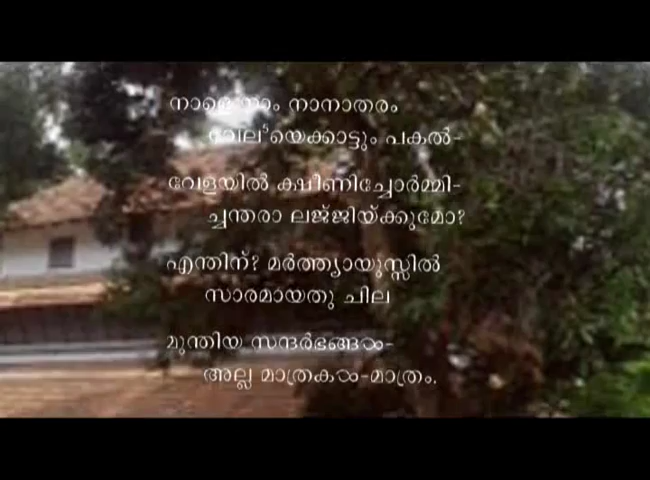 നാളെനാം നാനാതരം
വേല'യെക്കാട്ടും പകൽ-
വേളയിൽ ക്ഷീണിച്ചോർമ്മി-
ച്ചന്തരാ ലജ്ജിയ്ക്കുമോ?
എന്തിന്? മർത്ത്യായുസ്സിൽ
സാരമായതു ചില
മുന്തിയ സന്ദർഭങ്ങൾ-
അല്ല മാത്രകൾ-മാത്രം.